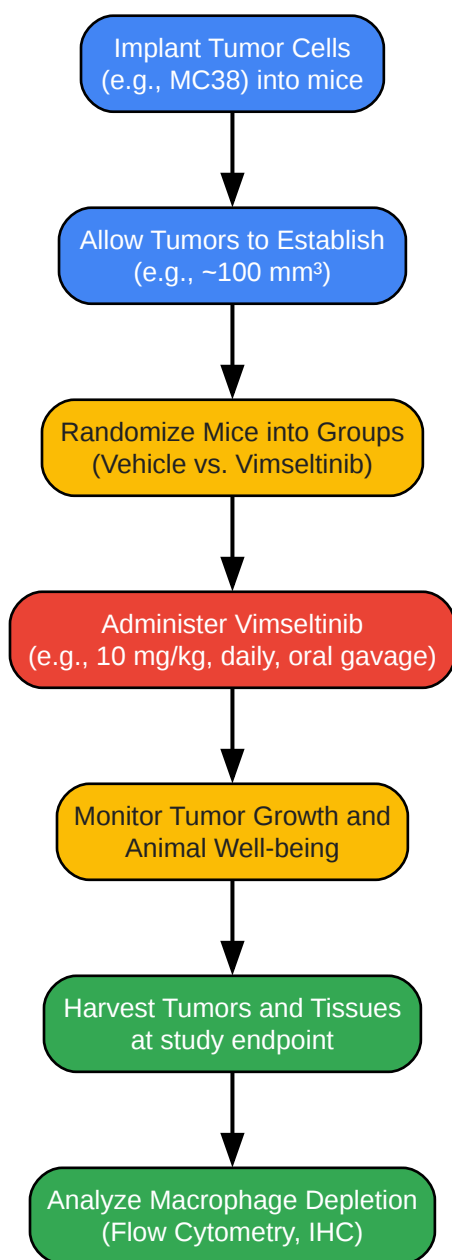 Implant Tumor Cells
(e.g., MC38) into mice
Allow Tumors to Establish
(e.g., ~100 mm³)
Randomize Mice into Groups
(Vehicle vs. Vimseltinib)
Administer Vimseltinib
(e.g., 10 mg/kg, daily, oral gavage)
Monitor Tumor Growth and
Animal Well-being
Harvest Tumors and Tissues
at study endpoint
Analyze Macrophage Depletion
(Flow Cytometry, IHC)